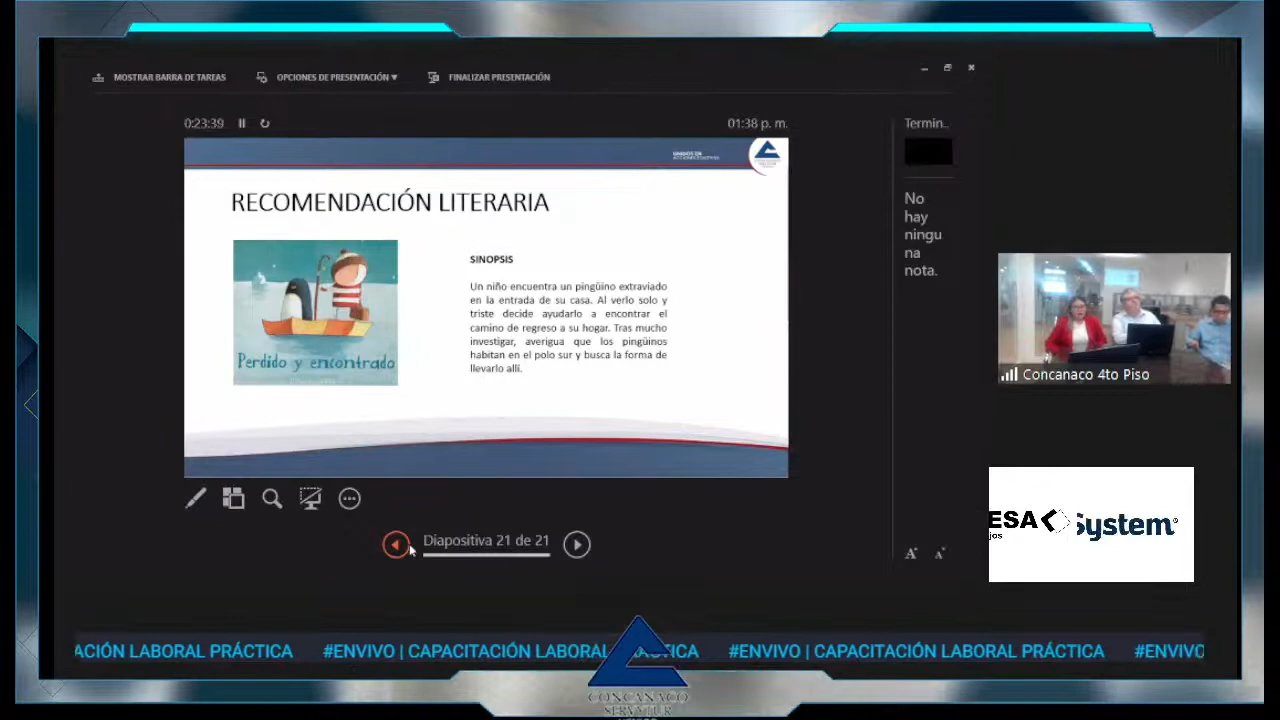 MOSTRAR BARRA DE TAREAS
OPCIONES DE PRESENTACIÓN ▾
FINALIZAR PRESENTACIÓN
0:23:39
01:38 p. m.
Termin..
UNIDOS EN
RECOMENDACIÓN LITERARIA
Perdido y encontrado
SINOPSIS
Un niño encuentra un pingüino extraviado
en la entrada de su casa. Al verlo solo y
triste decide ayudarlo a encontrar el
camino de regreso a su hogar. Tras mucho
investigar, averigua que los pingüinos
habitan en el polo sur y busca la forma de
llevarlo allí.
No
hay
ningu
na
nota.
Concanaco 4to Piso
ESA
jos
System®
Diapositiva 21 de 21
A A
ACIÓN LABORAL PRÁCTICA #ENVIVO | CAPACITACIÓN LABORAL PRÁCTICA #ENVIVO | CAPACITACIÓN LABORAL PRÁCTICA #ENVIVO
CONCANACO
SERVYTUR